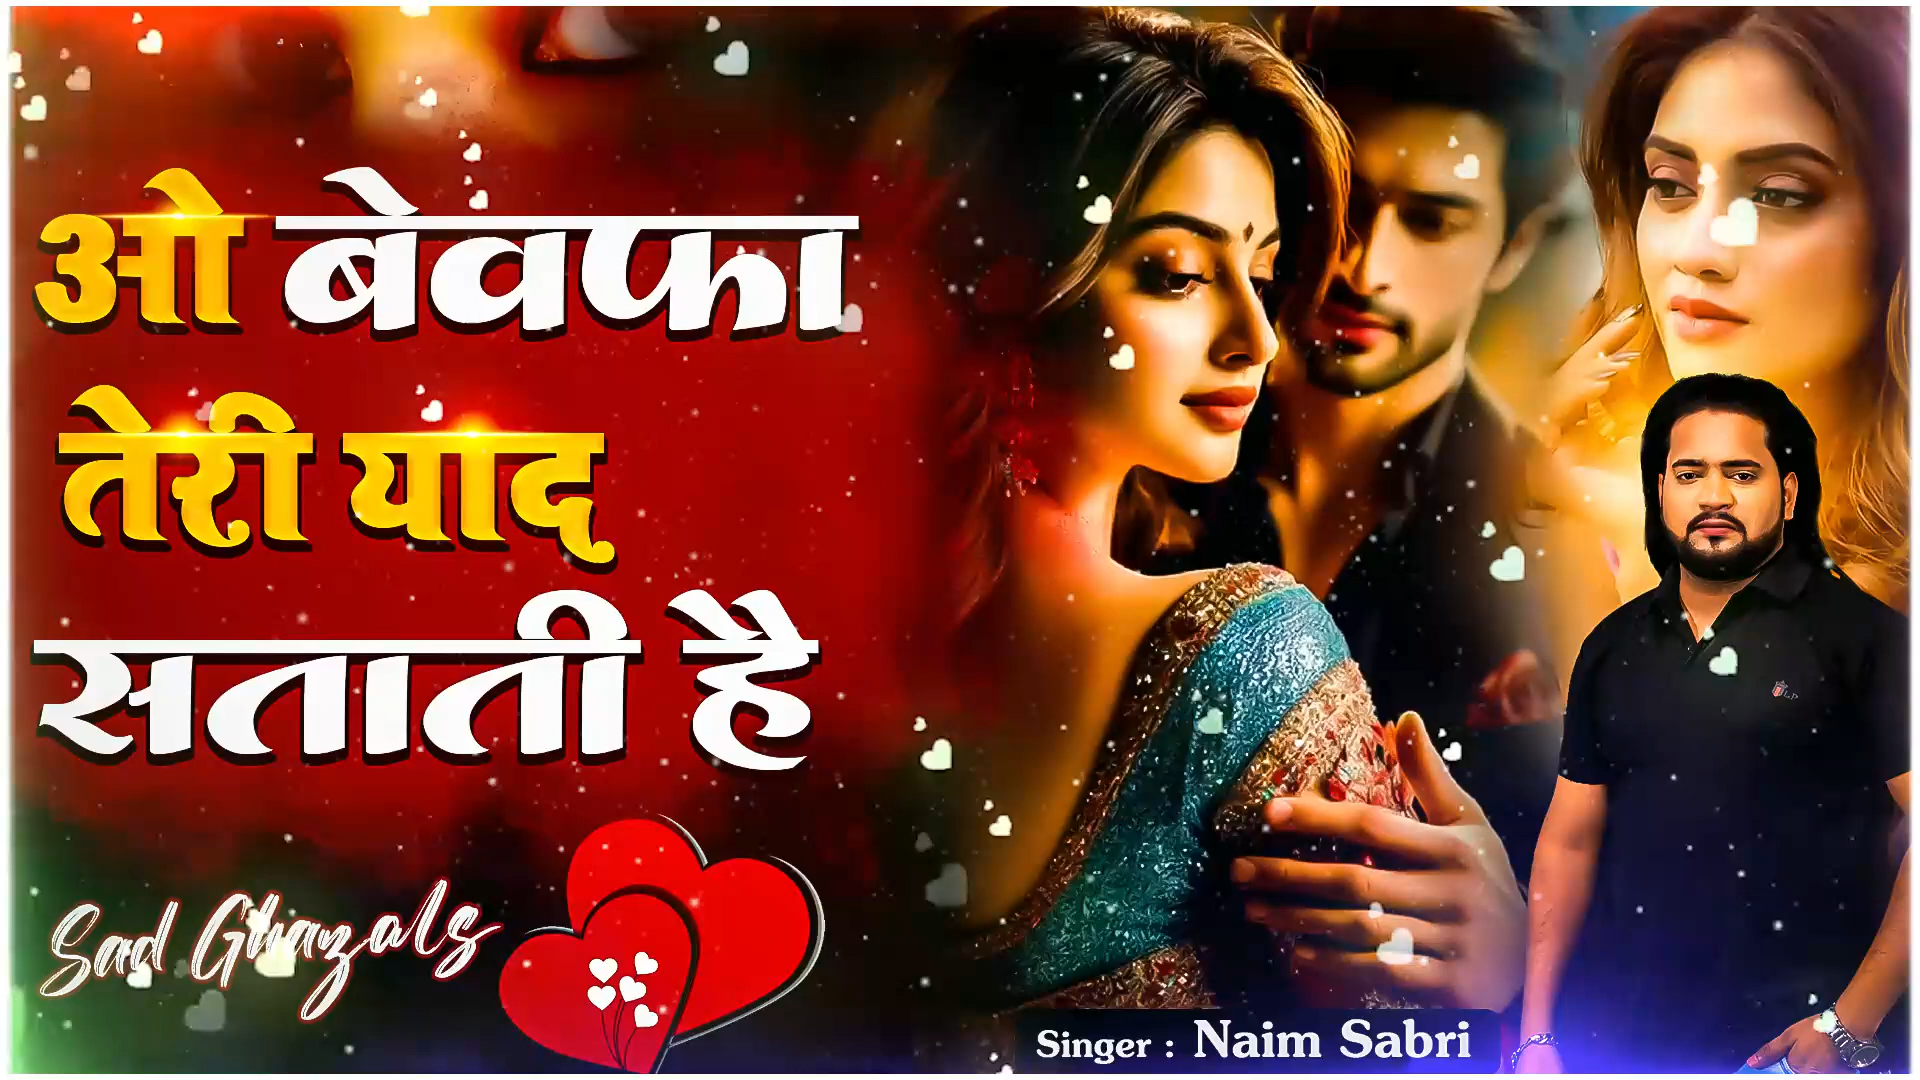 ओ बेवफा
तेरी याद
सताती है
Sad Ghazals
Singer : Naim Sabri